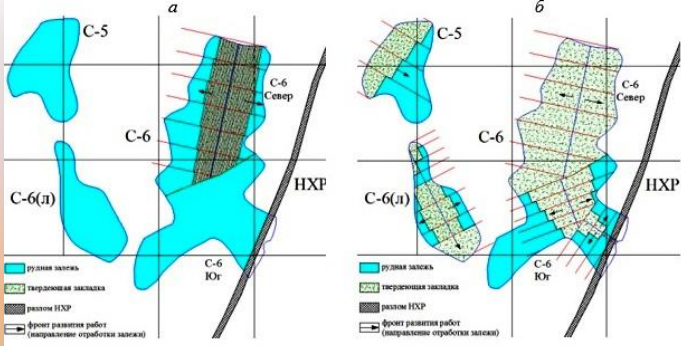 а
С-5
С-6
Север
С-6
НХР
С-6(л)
С-6
Юг
рудная залежь
твердеющая закладка
разлом НХР
фронт развития работ
(направление отработки залежи)
б
С-5
С-6
Север
С-6
НХР
С-6(л)
С-6
Юг
рудная залежь
твердеющая закладка
разлом НХР
фронт развития работ
(направление отработки залежи)